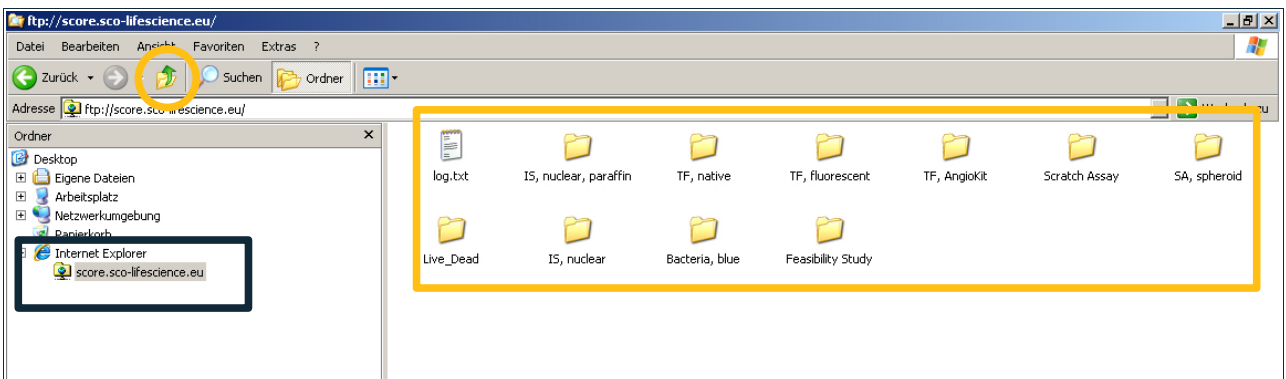 ftp://score.sco-lifescience.eu/
Datei Bearbeiten Ansicht Favoriten Extras ?
Zurück Suchen Ordner
Adresse ftp://score.sco-lifescience.eu/
Ordner x
Desktop
Eigene Dateien
Arbeitsplatz
Netzwerkumgebung
Papierkorb
Internet Explorer
score.sco-lifescience.eu
log.txt IS, nuclear, paraffin TF, native TF, fluorescent TF, AngioKit Scratch Assay SA, spheroid
Live_Dead IS, nuclear Bacteria, blue Feasibility Study